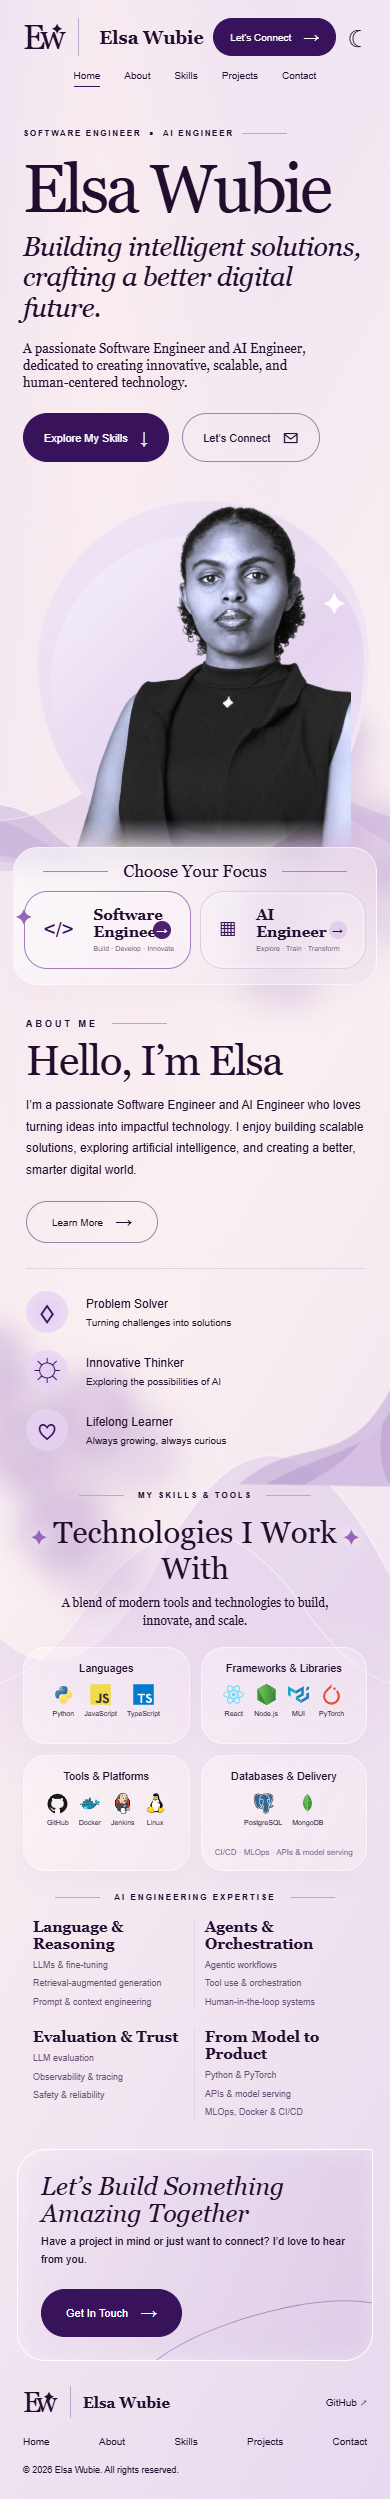 EW
Elsa Wubie
Let's Connect →
Home About Skills Projects Contact
SOFTWARE ENGINEER ▪ AI ENGINEER
Elsa Wubie
Building intelligent solutions,
crafting a better digital
future.
A passionate Software Engineer and AI Engineer,
dedicated to creating innovative, scalable, and
human-centered technology.
Explore My Skills ↓
Let's Connect
Choose Your Focus
</>
Software
Enginee
→
Build · Develop · Innovate
AI
Engineer →
Explore · Train · Transform
ABOUT ME
Hello, I’m Elsa
I'm a passionate Software Engineer and AI Engineer who loves
turning ideas into impactful technology. I enjoy building scalable
solutions, exploring artificial intelligence, and creating a better,
smarter digital world.
Learn More →
Problem Solver
Turning challenges into solutions
Innovative Thinker
Exploring the possibilities of AI
Lifelong Learner
Always growing, always curious
MY SKILLS & TOOLS
Technologies I Work
With
A blend of modern tools and technologies to build,
innovate, and scale.
Languages
JS TS
Python JavaScript TypeScript
Frameworks & Libraries
React Node.js MUI PyTorch
Tools & Platforms
GitHub Docker Jenkins Linux
Databases & Delivery
PostgreSQL MongoDB
CI/CD · MLOps · APIs & model serving
AI ENGINEERING EXPERTISE
Language &
Reasoning
LLMs & fine-tuning
Retrieval-augmented generation
Prompt & context engineering
Agents &
Orchestration
Agentic workflows
Tool use & orchestration
Human-in-the-loop systems
Evaluation & Trust
LLM evaluation
Observability & tracing
Safety & reliability
From Model to
Product
Python & PyTorch
APIs & model serving
MLOps, Docker & CI/CD
Let’s Build Something
Amazing Together
Have a project in mind or just want to connect? I'd love to hear
from you.
Get In Touch →
EW
Elsa Wubie
GitHub ↗
Home About Skills Projects Contact
© 2026 Elsa Wubie. All rights reserved.